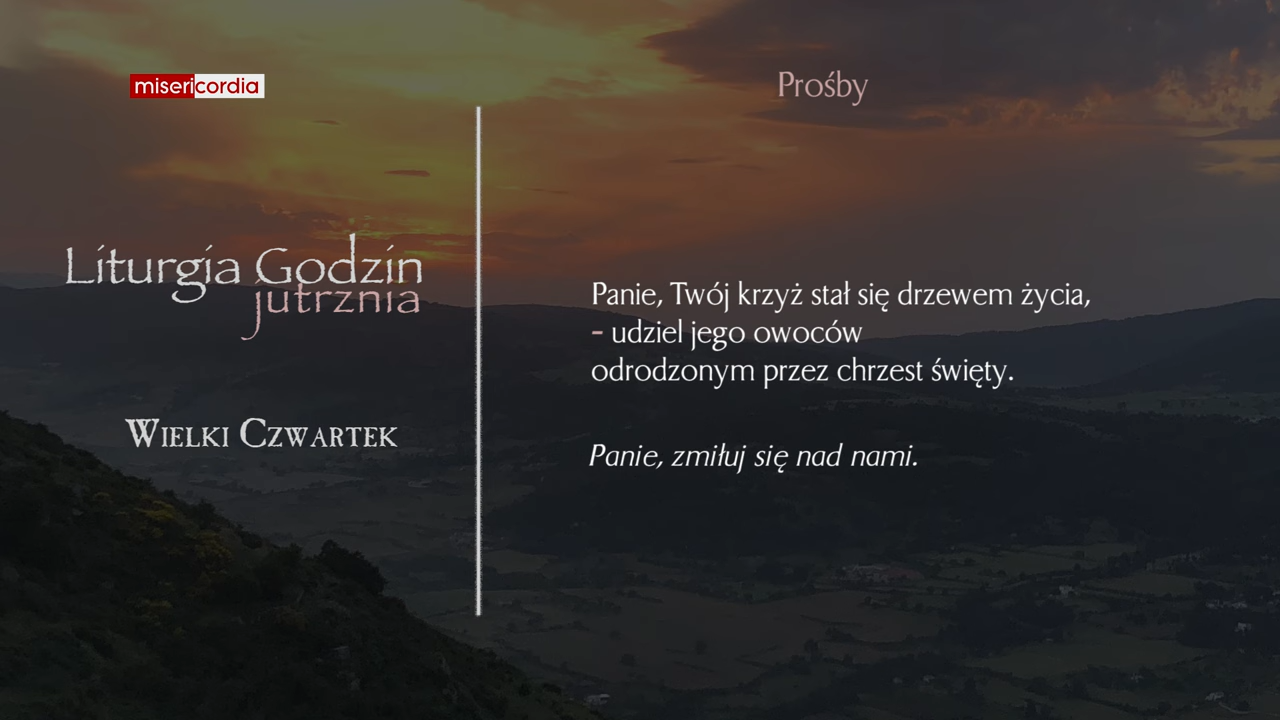 misericordia
Liturgia Godzin
jutrznia
Wielki Czwartek
Prośby
Panie, Twój krzyż stał się drzewem życia,
- udziel jego owoców
odrodzonym przez chrzest święty.
Panie, zmiłuj się nad nami.